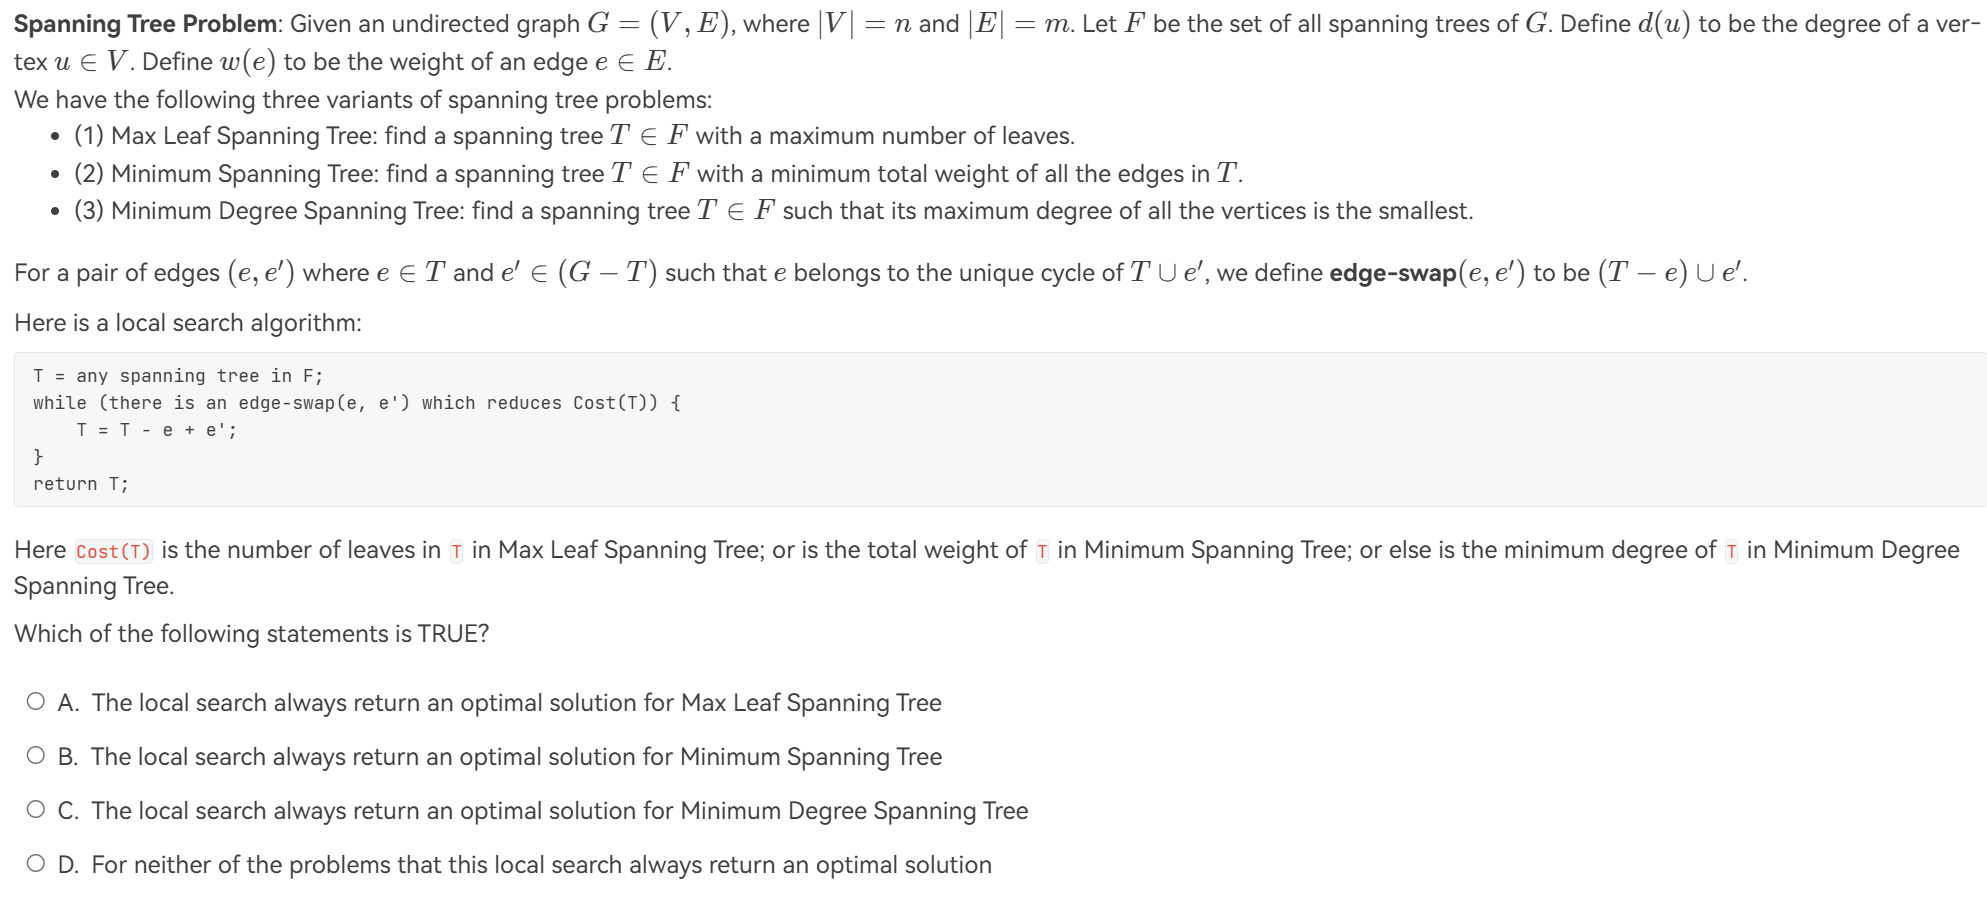 Spanning Tree Problem: Given an undirected graph G = (V, E), where |V| = n and |E| = m. Let F be the set of all spanning trees of G. Define d(u) to be the degree of a ver-
tex u ∈ V. Define w(e) to be the weight of an edge e ∈ E.
We have the following three variants of spanning tree problems:
• (1) Max Leaf Spanning Tree: find a spanning tree T ∈ F with a maximum number of leaves.
• (2) Minimum Spanning Tree: find a spanning tree T ∈ F with a minimum total weight of all the edges in T.
• (3) Minimum Degree Spanning Tree: find a spanning tree T ∈ F such that its maximum degree of all the vertices is the smallest.
For a pair of edges (e, e′) where e ∈ T and e′ ∈ (G − T) such that e belongs to the unique cycle of T ∪ e′, we define edge-swap(e, e′) to be (T − e) ∪ e′.
Here is a local search algorithm:
T = any spanning tree in F;
while (there is an edge-swap(e, e') which reduces Cost(T)) {
    T = T - e + e';
}
return T;
Here Cost(T) is the number of leaves in T in Max Leaf Spanning Tree; or is the total weight of T in Minimum Spanning Tree; or else is the minimum degree of T in Minimum Degree
Spanning Tree.
Which of the following statements is TRUE?
A. The local search always return an optimal solution for Max Leaf Spanning Tree
B. The local search always return an optimal solution for Minimum Spanning Tree
C. The local search always return an optimal solution for Minimum Degree Spanning Tree
D. For neither of the problems that this local search always return an optimal solution